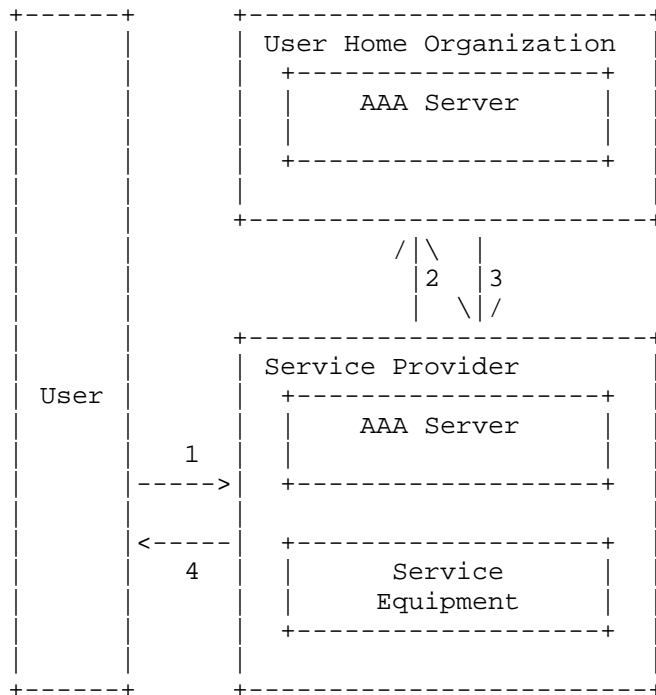 User Home Organization
AAA Server
2 3
Service Provider
User
AAA Server
1
4
Service
Equipment